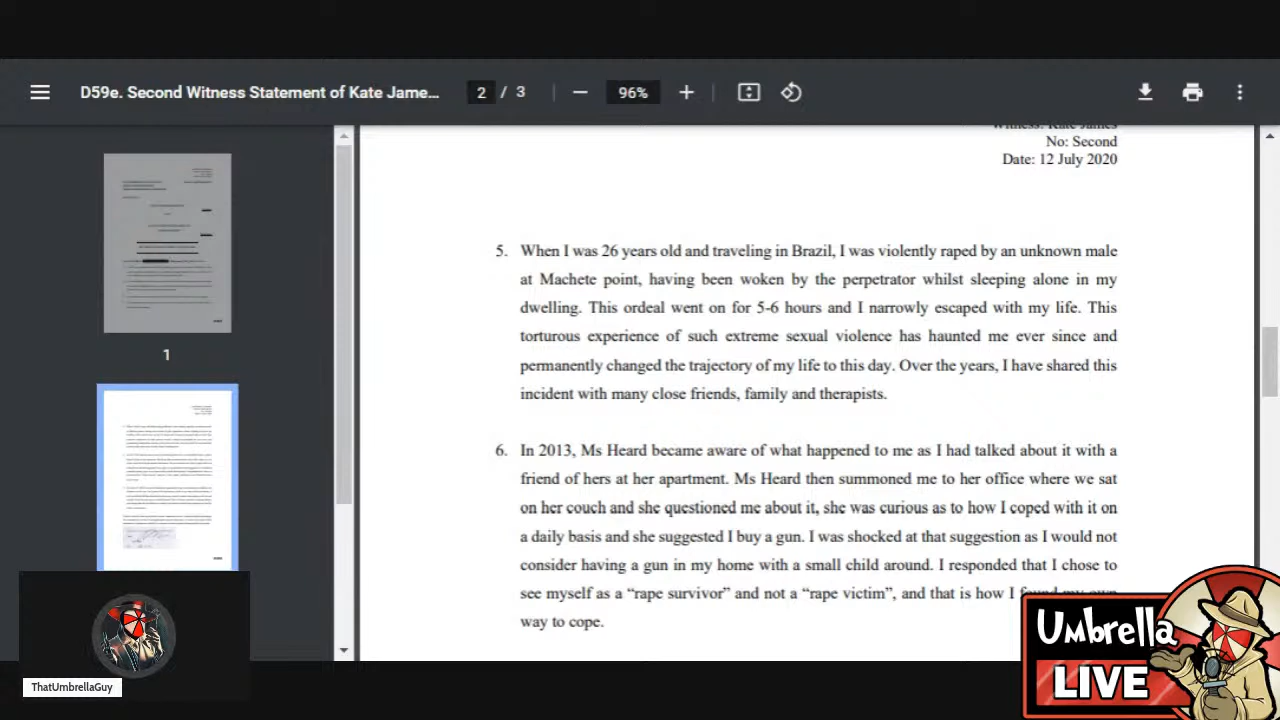 D59e. Second Witness Statement of Kate Jame...
2 / 3
96%
Witness: Kate James
No: Second
Date: 12 July 2020
5. When I was 26 years old and traveling in Brazil, I was violently raped by an unknown male
at Machete point, having been woken by the perpetrator whilst sleeping alone in my
dwelling. This ordeal went on for 5-6 hours and I narrowly escaped with my life. This
torturous experience of such extreme sexual violence has haunted me ever since and
permanently changed the trajectory of my life to this day. Over the years, I have shared this
incident with many close friends, family and therapists.
6. In 2013, Ms Heard became aware of what happened to me as I had talked about it with a
friend of hers at her apartment. Ms Heard then summoned me to her office where we sat
on her couch and she questioned me about it, she was curious as to how I coped with it on
a daily basis and she suggested I buy a gun. I was shocked at that suggestion as I would not
consider having a gun in my home with a small child around. I responded that I chose to
see myself as a “rape survivor” and not a “rape victim”, and that is how I found my own
way to cope.
1
ThatUmbrellaGuy
Umbrella
LIVE